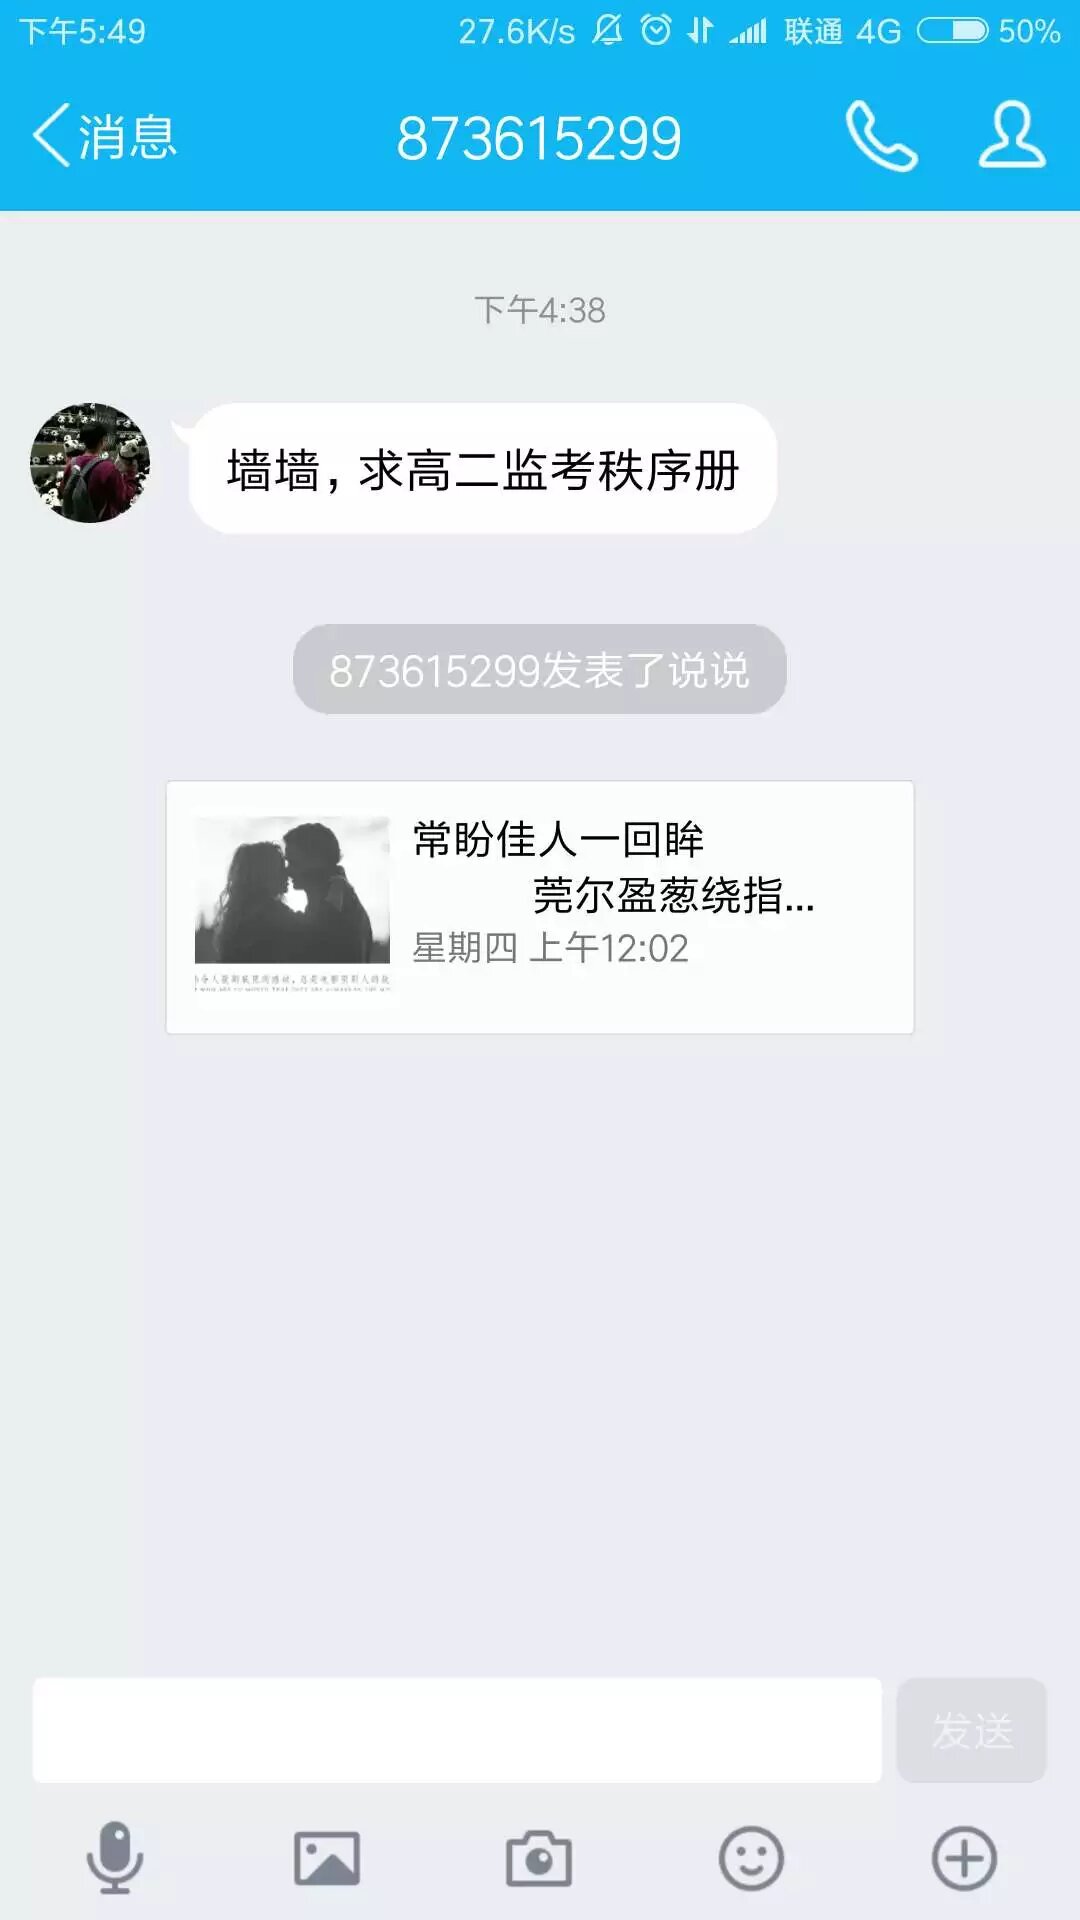 下午5:49 27.6K/s 联通 4G 50%
消息 873615299
下午4:38
墙墙，求高二监考秩序册
873615299发表了说说
常盼佳人一回眸
莞尔盈葱绕指...
星期四 上午12:02
发送